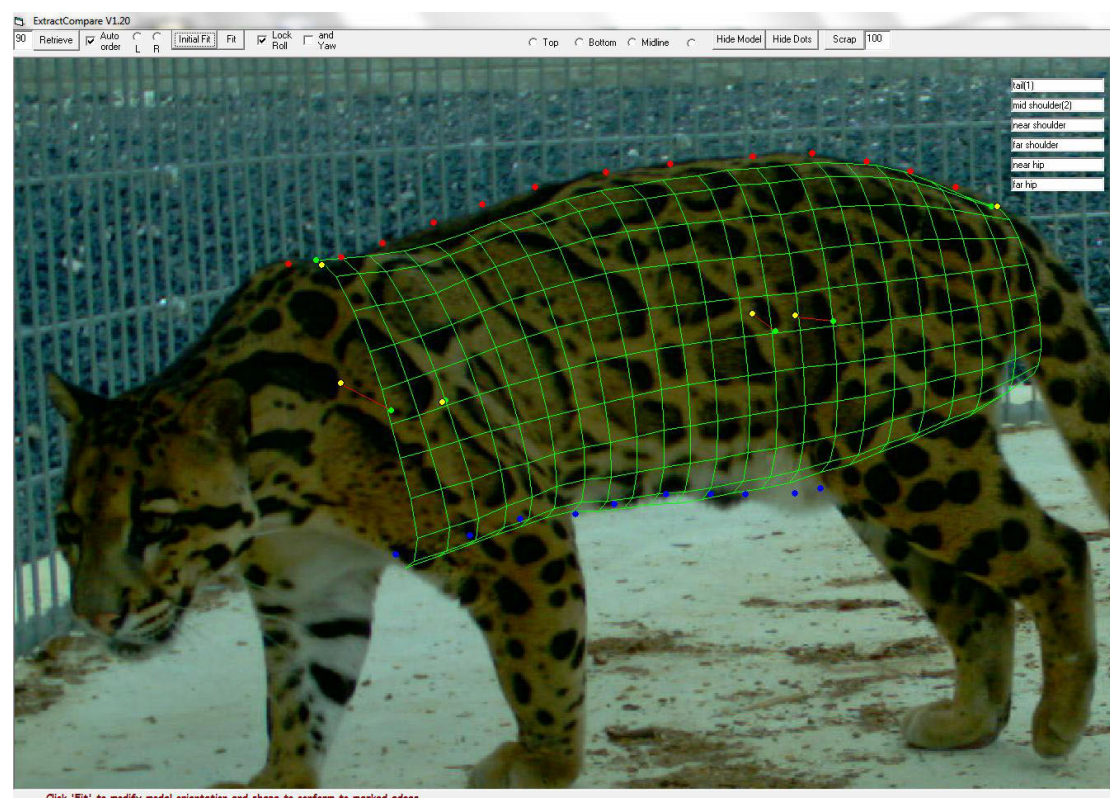 ExtractCompare V1.20
90 Retrieve Auto order L R Initial Fit Fit Lock Roll and Yaw Top Bottom Midline C Hide Model Hide Dots Scrap 100
tail(1)
mid shoulder(2)
near shoulder
far shoulder
near hip
far hip
Click 'Fit' to modify model orientation and shape to conform to marked edges